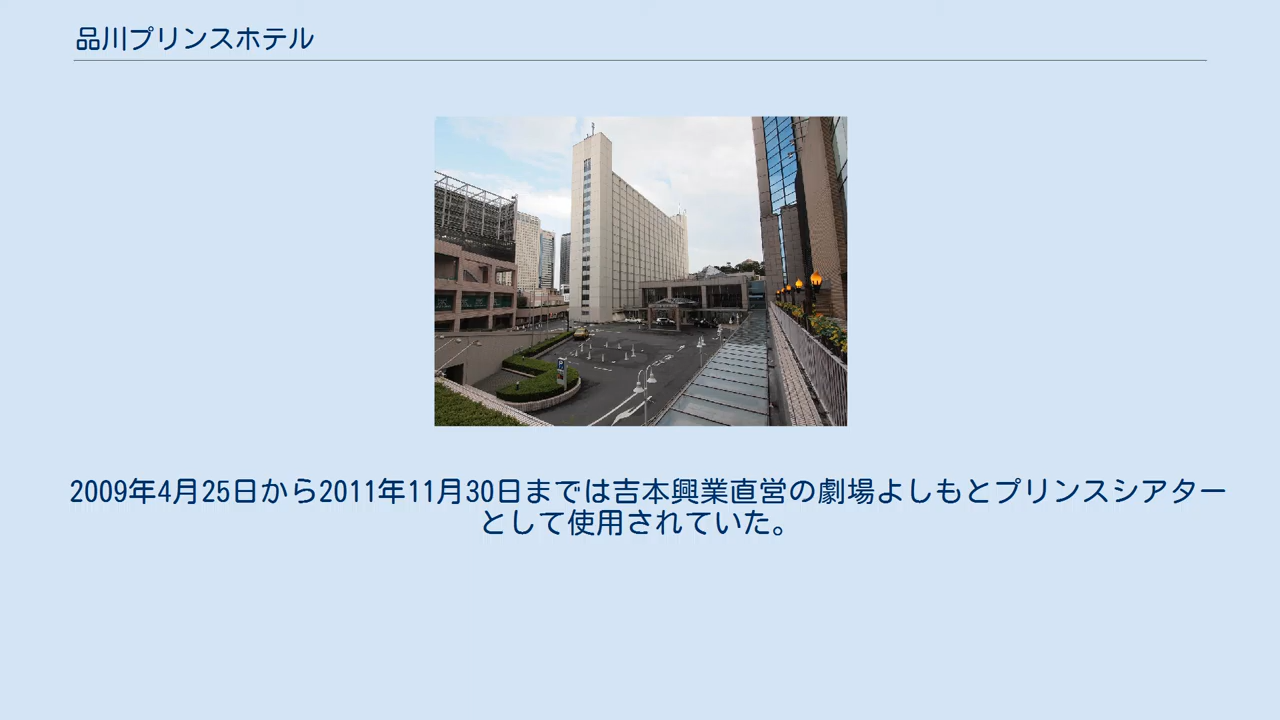 品川プリンスホテル
2009年4月25日から2011年11月30日までは吉本興業直営の劇場よしもとプリンスシアター
として使用されていた。